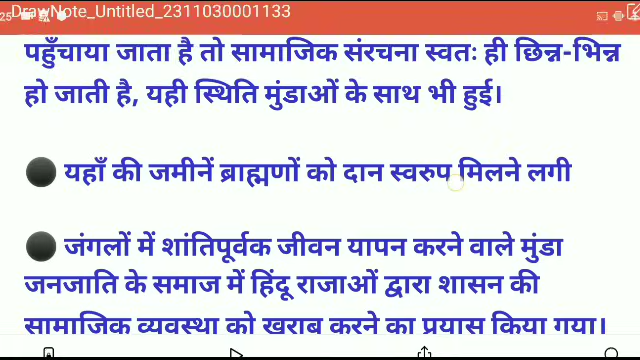 DrawNote_Untitled_2311030001133
पहुँचाया जाता है तो सामाजिक संरचना स्वतः ही छिन्न-भिन्न
हो जाती है, यही स्थिति मुंडाओं के साथ भी हुई।
यहाँ की जमीनें ब्राह्मणों को दान स्वरुप मिलने लगी
जंगलों में शांतिपूर्वक जीवन यापन करने वाले मुंडा
जनजाति के समाज में हिंदू राजाओं द्वारा शासन की
सामाजिक व्यवस्था को खराब करने का प्रयास किया गया।